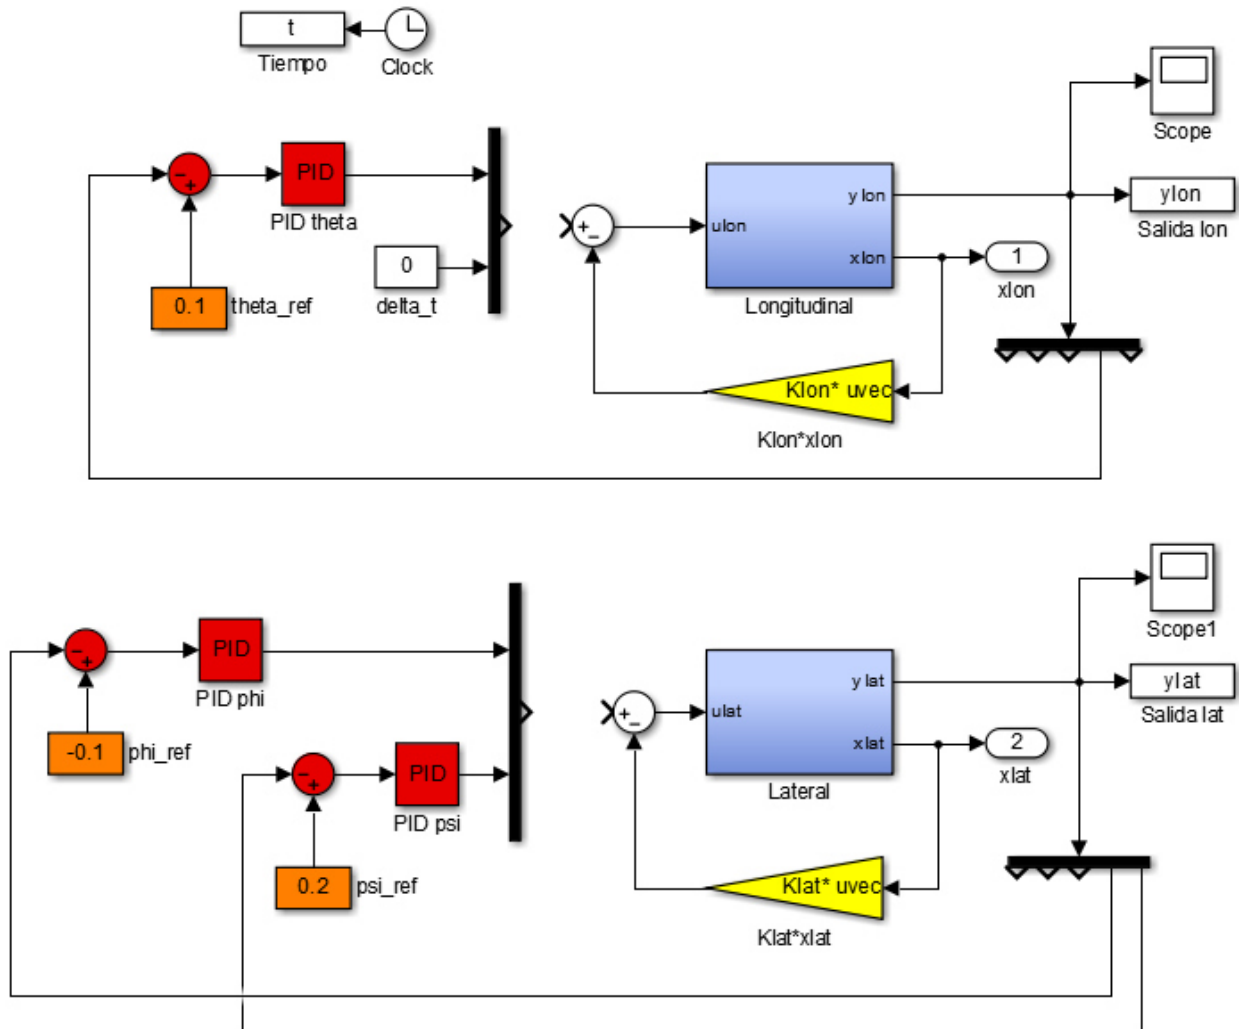 t
Tiempo
Clock
Scope
PID
PID theta
ylon
Salida lon
ylon
ulon
xlon
Longitudinal
1
xlon
0
delta_t
0.1
theta_ref
+
-
-
+
Klon* uvec
Klon*xlon
Scope1
PID
PID phi
-
+
ylat
Salida lat
ylat
ulat
xlat
Lateral
2
xlat
+
-
-0.1
phi_ref
-
+
PID
PID psi
0.2
psi_ref
Klat* uvec
Klat*xlat